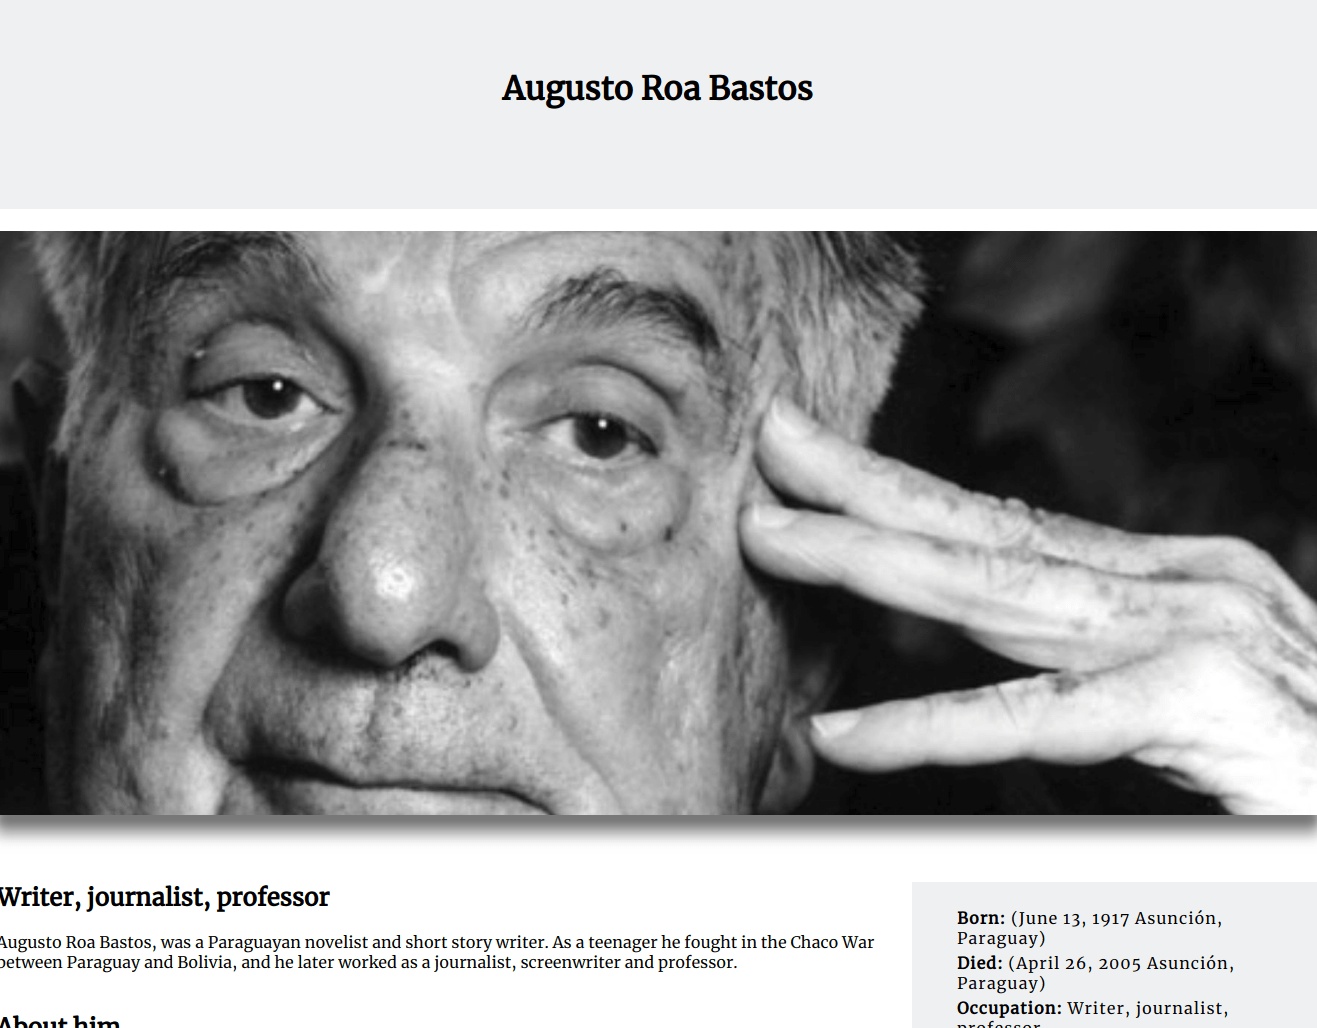 Augusto Roa Bastos
Writer, journalist, professor
Augusto Roa Bastos, was a Paraguayan novelist and short story writer. As a teenager he fought in the Chaco War
between Paraguay and Bolivia, and he later worked as a journalist, screenwriter and professor.
About him
Born: (June 13, 1917 Asunción,
Paraguay)
Died: (April 26, 2005 Asunción,
Paraguay)
Occupation: Writer, journalist,
professor